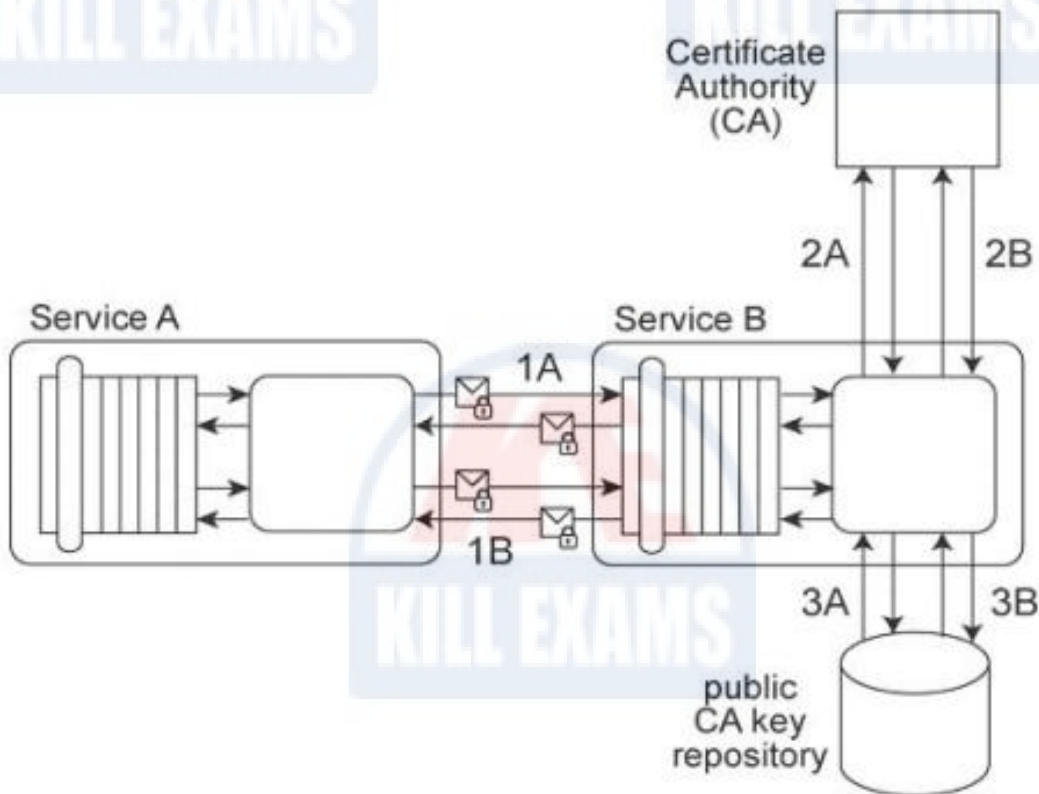 KILL EXAMS
KILL EXAMS
Certificate
Authority
(CA)
2A
2B
Service A
Service B
1A
1B
3A
3B
KILL EXAMS
public
CA key
repository